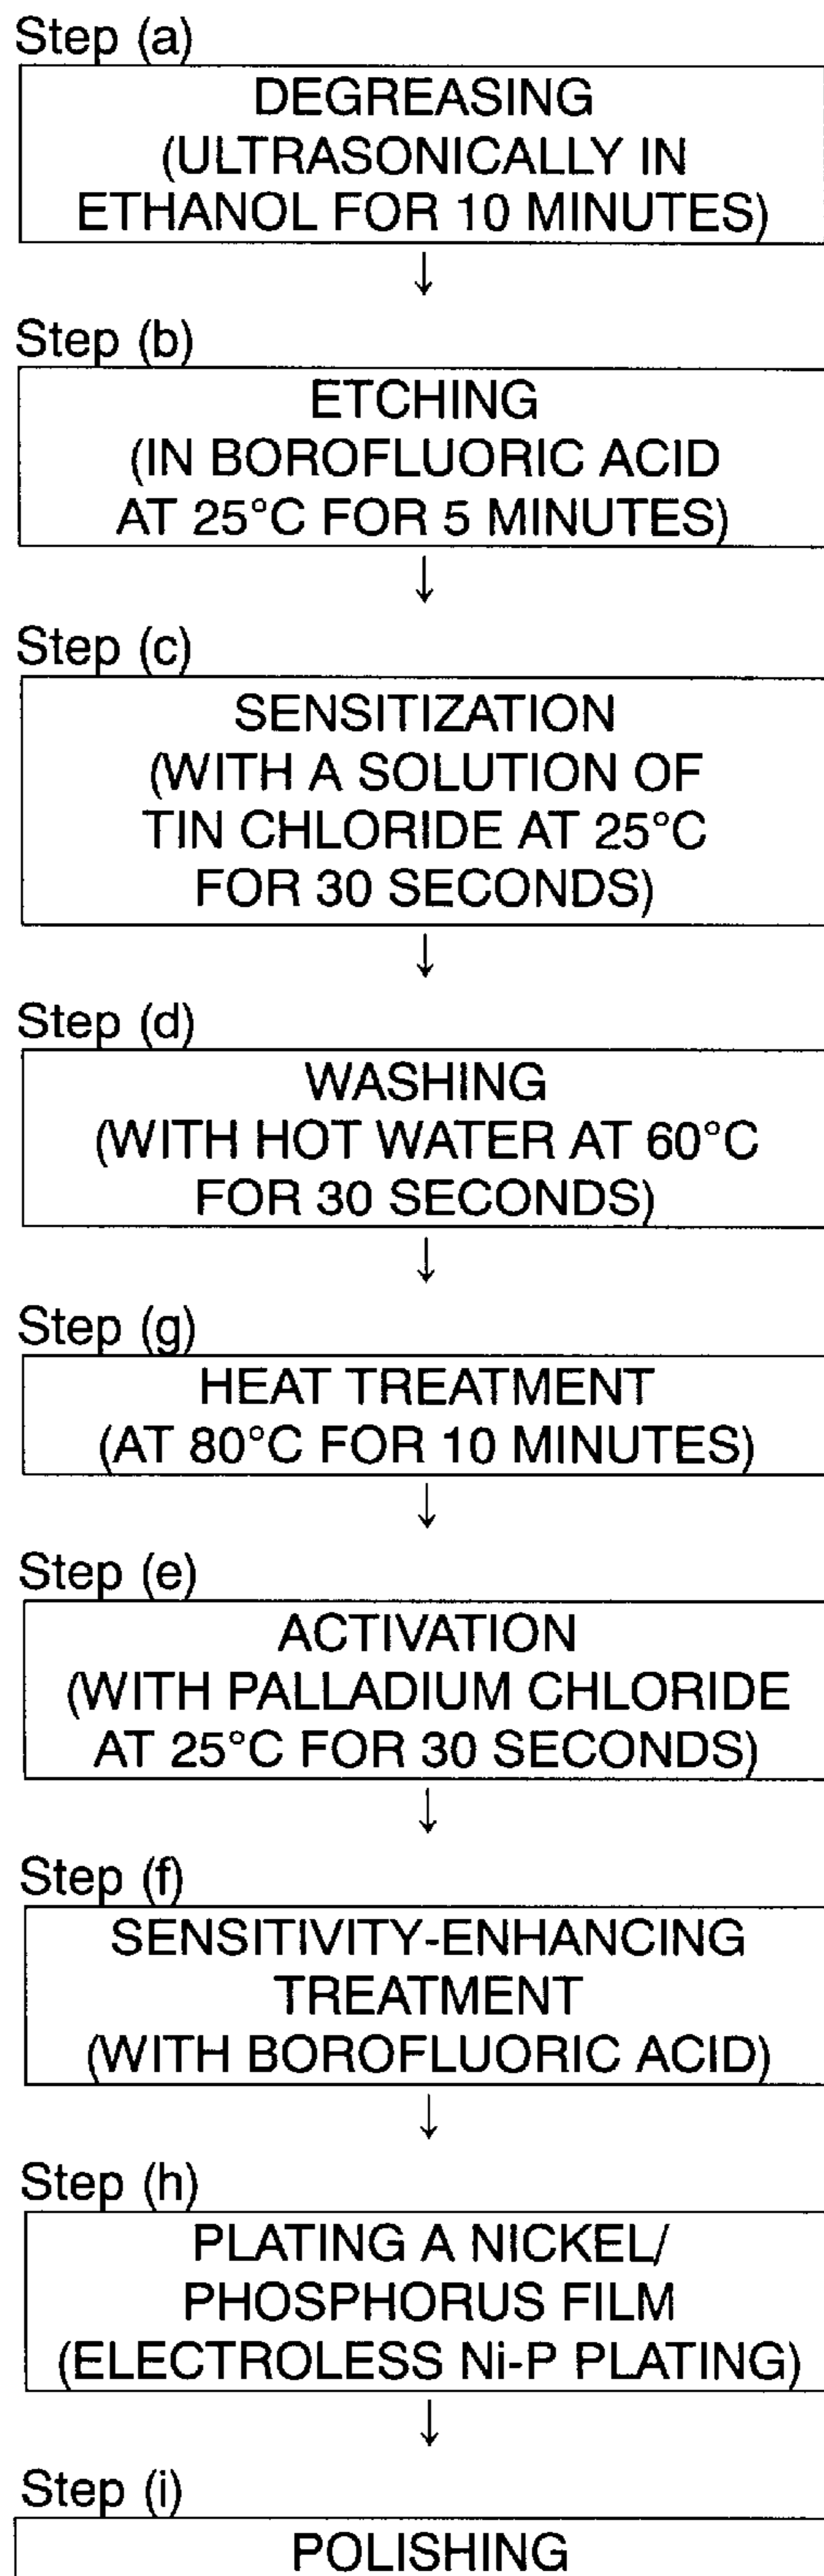 Step (a)
DEGREASING
(ULTRASONICALLY IN
ETHANOL FOR 10 MINUTES)
Step (b)
ETCHING
(IN BOROFLUORIC ACID
AT 25°C FOR 5 MINUTES)
Step (c)
SENSITIZATION
(WITH A SOLUTION OF
TIN CHLORIDE AT 25°C
FOR 30 SECONDS)
Step (d)
WASHING
(WITH HOT WATER AT 60°C
FOR 30 SECONDS)
Step (g)
HEAT TREATMENT
(AT 80°C FOR 10 MINUTES)
Step (e)
ACTIVATION
(WITH PALLADIUM CHLORIDE
AT 25°C FOR 30 SECONDS)
Step (f)
SENSITIVITY-ENHANCING
TREATMENT
(WITH BOROFLUORIC ACID)
Step (h)
PLATING A NICKEL/
PHOSPHORUS FILM
(ELECTROLESS Ni-P PLATING)
Step (i)
POLISHING